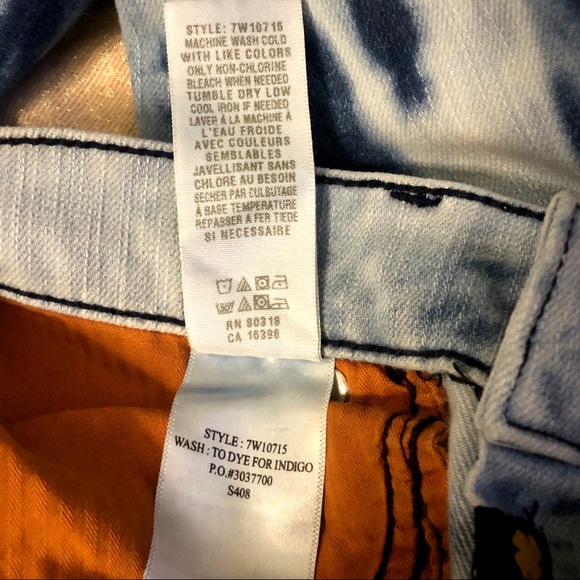 STYLE: 7W10715
MACHINE WASH COLD
WITH LIKE COLORS
ONLY NON-CHLORINE
BLEACH WHEN NEEDED
TUMBLE DRY LOW
COOL IRON IF NEEDED
LAVER À LA MACHINE À
L'EAU FROIDE
AVEC COULEURS
SEMBLABLES
JAVELLISANT SANS
CHLORE AU BESOIN
SECHER PAR CULBUTAGE
À BASE TEMPERATURE
REPASSER A FER TIEDE
SI NECESSAIRE
RN 80318
CA 16396
STYLE : 7W10715
WASH : TO DYE FOR INDIGO
P.O.#3037700
S408